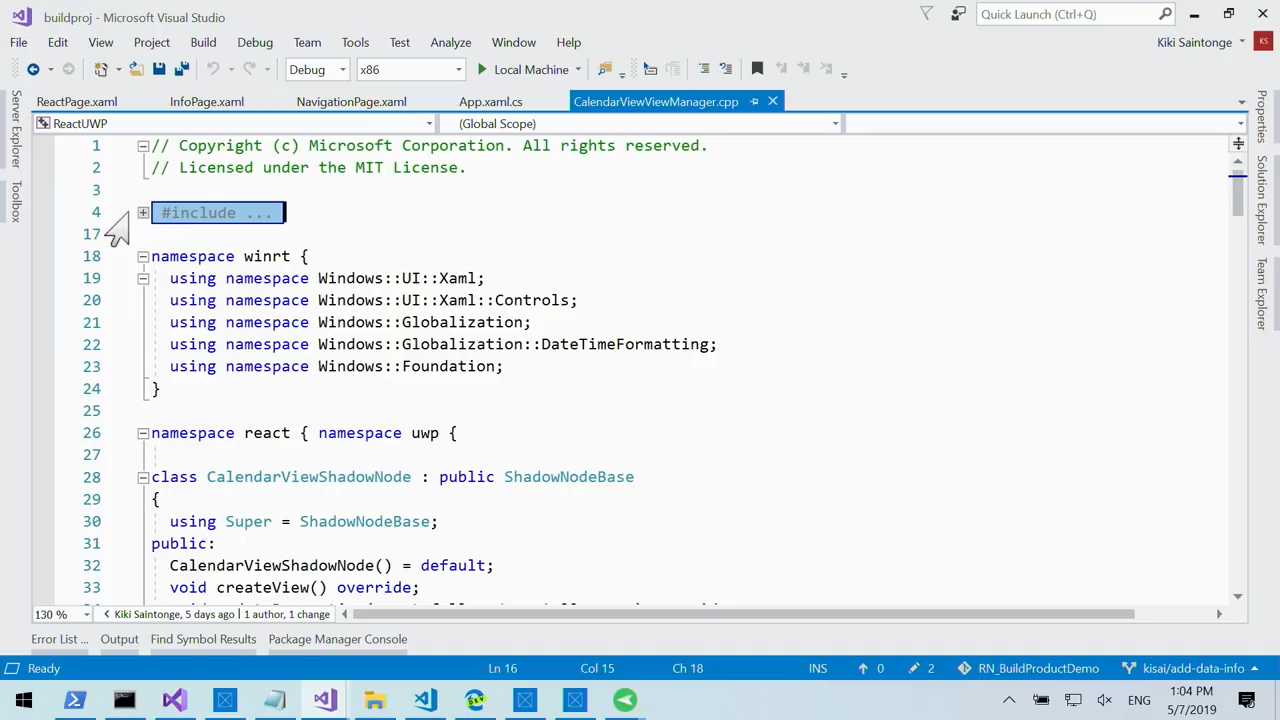 buildproj - Microsoft Visual Studio
Quick Launch (Ctrl+Q)
File Edit View Project Build Debug Team Tools Test Analyze Window Help
Kiki Saintonge
KS
Debug x86 Local Machine
ReactPage.xaml InfoPage.xaml NavigationPage.xaml App.xaml.cs CalendarViewViewManager.cpp
ReactUWP (Global Scope)
Server Explorer
Toolbox
Properties
Solution Explorer
Team Explorer
1 // Copyright (c) Microsoft Corporation. All rights reserved.
2 // Licensed under the MIT License.
3
4 #include ...
17
18 namespace winrt {
19 using namespace Windows::UI::Xaml;
20 using namespace Windows::UI::Xaml::Controls;
21 using namespace Windows::Globalization;
22 using namespace Windows::Globalization::DateTimeFormatting;
23 using namespace Windows::Foundation;
24 }
25
26 namespace react { namespace uwp {
27
28 class CalendarViewShadowNode : public ShadowNodeBase
29 {
30 using Super = ShadowNodeBase;
31 public:
32 CalendarViewShadowNode() = default;
33 void createView() override;
130 % Kiki Saintonge, 5 days ago | 1 author, 1 change
Error List ... Output Find Symbol Results Package Manager Console
Ready Ln 16 Col 15 Ch 18 INS 0 2 RN_BuildProductDemo kisai/add-data-info
DEV
ENG
1:04 PM
5/7/2019